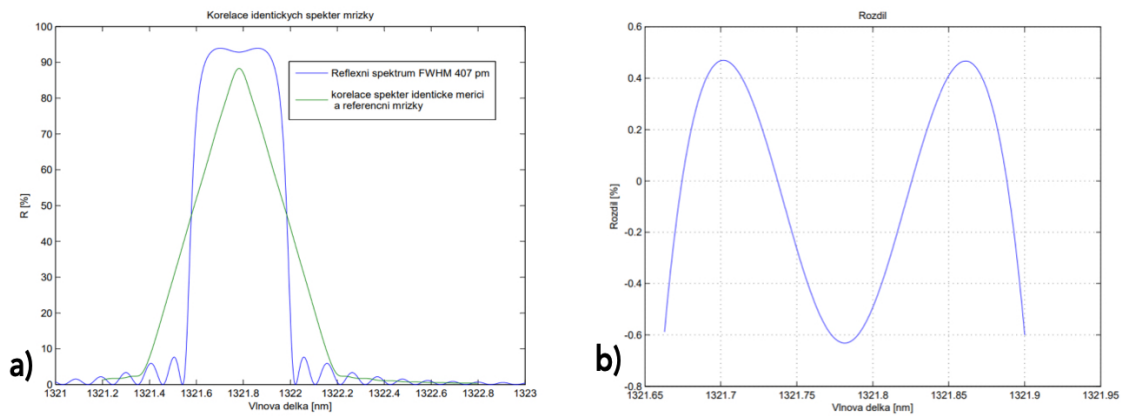 Korelace identickych spekter mrizky
100
90
80
70
60
50
40
30
20
10
0
R [%]
Reflexni spektrum FWHM 407 pm
korelace spekter identicke merici
a referencni mrizky
1321 1321.2 1321.4 1321.6 1321.8 1322 1322.2 1322.4 1322.6 1322.8 1323
Vlnova delka [nm]
a)
Rozdil
0.6
0.4
0.2
0
-0.2
-0.4
-0.6
-0.8
Rozdil [%]
1321.65 1321.7 1321.75 1321.8 1321.85 1321.9 1321.95
Vlnova delka [nm]
b)